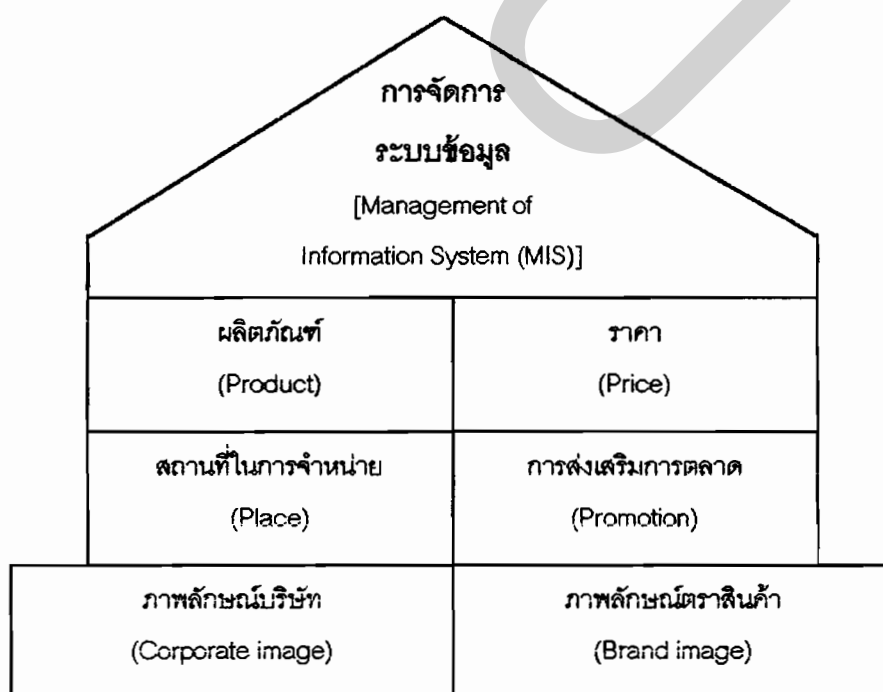 การจัดการ
ระบบข้อมูล
[Management of
Information System (MIS)]
ผลิตภัณฑ์
(Product)
ราคา
(Price)
สถานที่ในการจำหน่าย
(Place)
การส่งเสริมการตลาด
(Promotion)
ภาพลักษณ์บริษัท
(Corporate image)
ภาพลักษณ์ตราสินค้า
(Brand image)